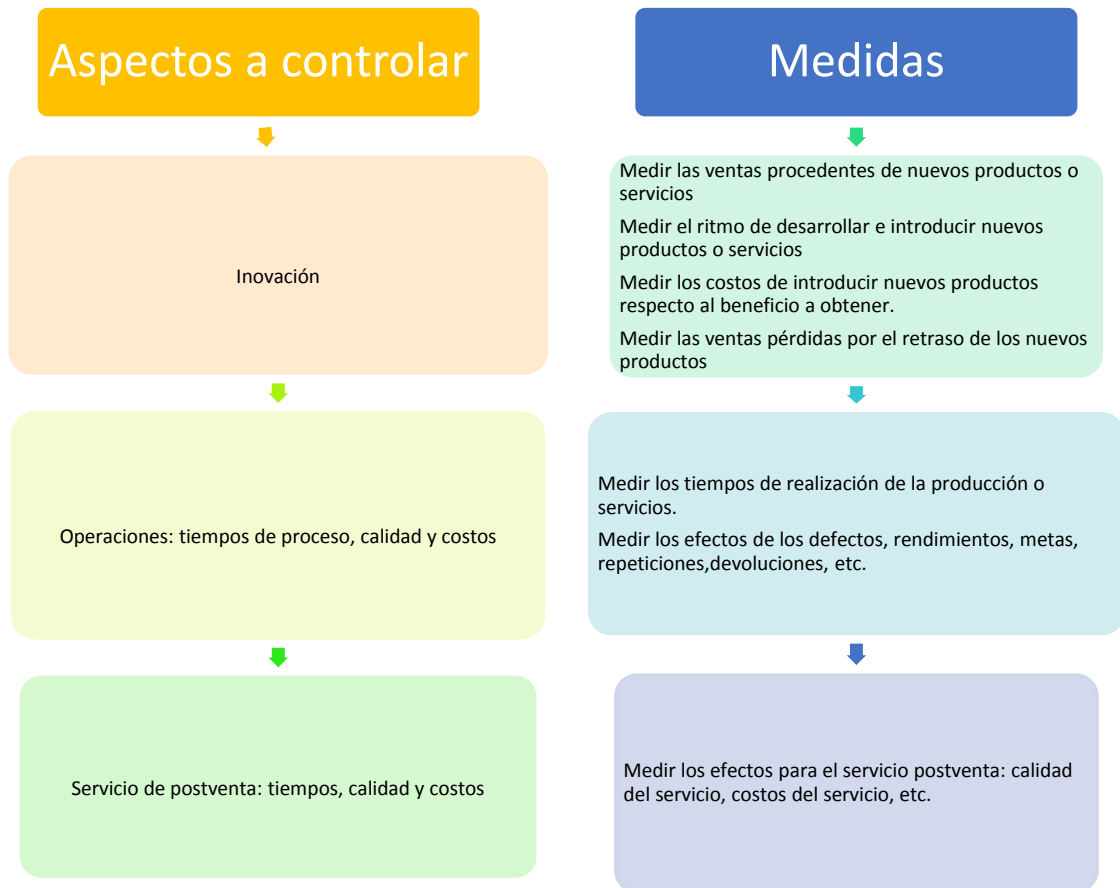 Aspectos a controlar
Inovación
Operaciones: tiempos de proceso, calidad y costos
Servicio de postventa: tiempos, calidad y costos
Medidas
Medir las ventas procedentes de nuevos productos o
servicios
Medir el ritmo de desarrollar e introducir nuevos
productos o servicios
Medir los costos de introducir nuevos productos
respecto al beneficio a obtener.
Medir las ventas pérdidas por el retraso de los nuevos
productos
Medir los tiempos de realización de la producción o
servicios.
Medir los efectos de los defectos, rendimientos, metas,
repeticiones,devoluciones, etc.
Medir los efectos para el servicio postventa: calidad
del servicio, costos del servicio, etc.